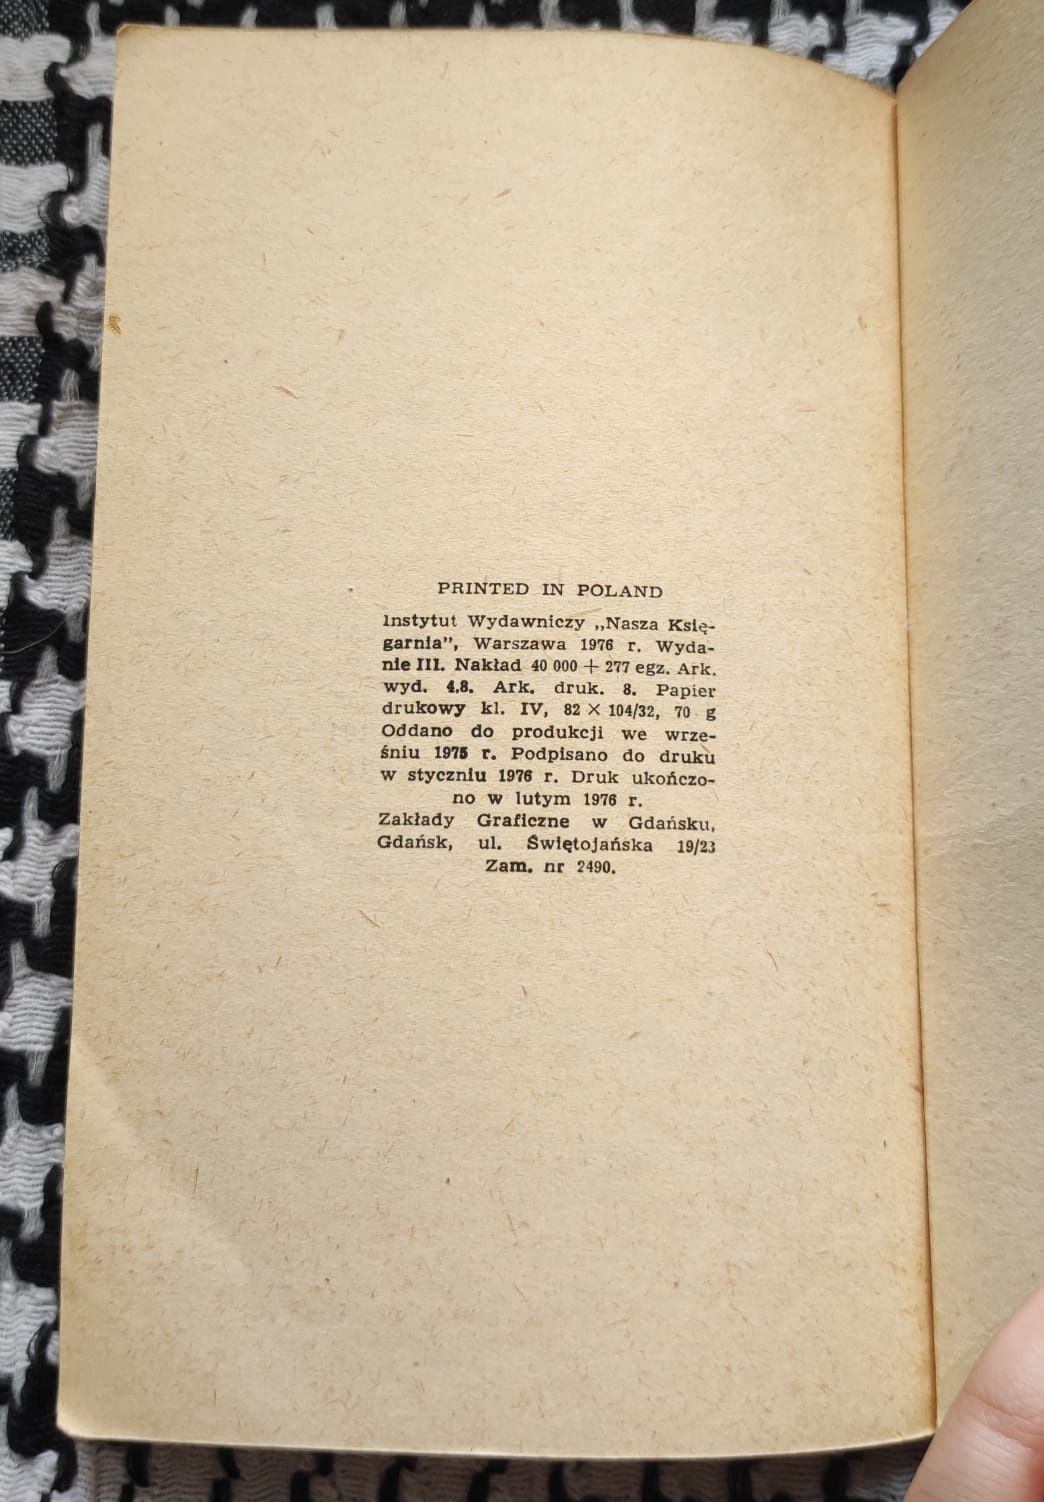 PRINTED IN POLAND
Instytut Wydawniczy „Nasza Księ-
garnia”, Warszawa 1976 r. Wyda-
nie III. Nakład 40 000 + 277 egz. Ark.
wyd. 4,8. Ark. druk. 8. Papier
drukowy kl. IV, 82 × 104/32, 70 g
Oddano do produkcji we wrze-
śniu 1975 r. Podpisano do druku
w styczniu 1976 r. Druk ukończo-
no w lutym 1976 r.
Zakłady Graficzne w Gdańsku,
Gdańsk, ul. Świętojańska 19/23
Zam. nr 2490.